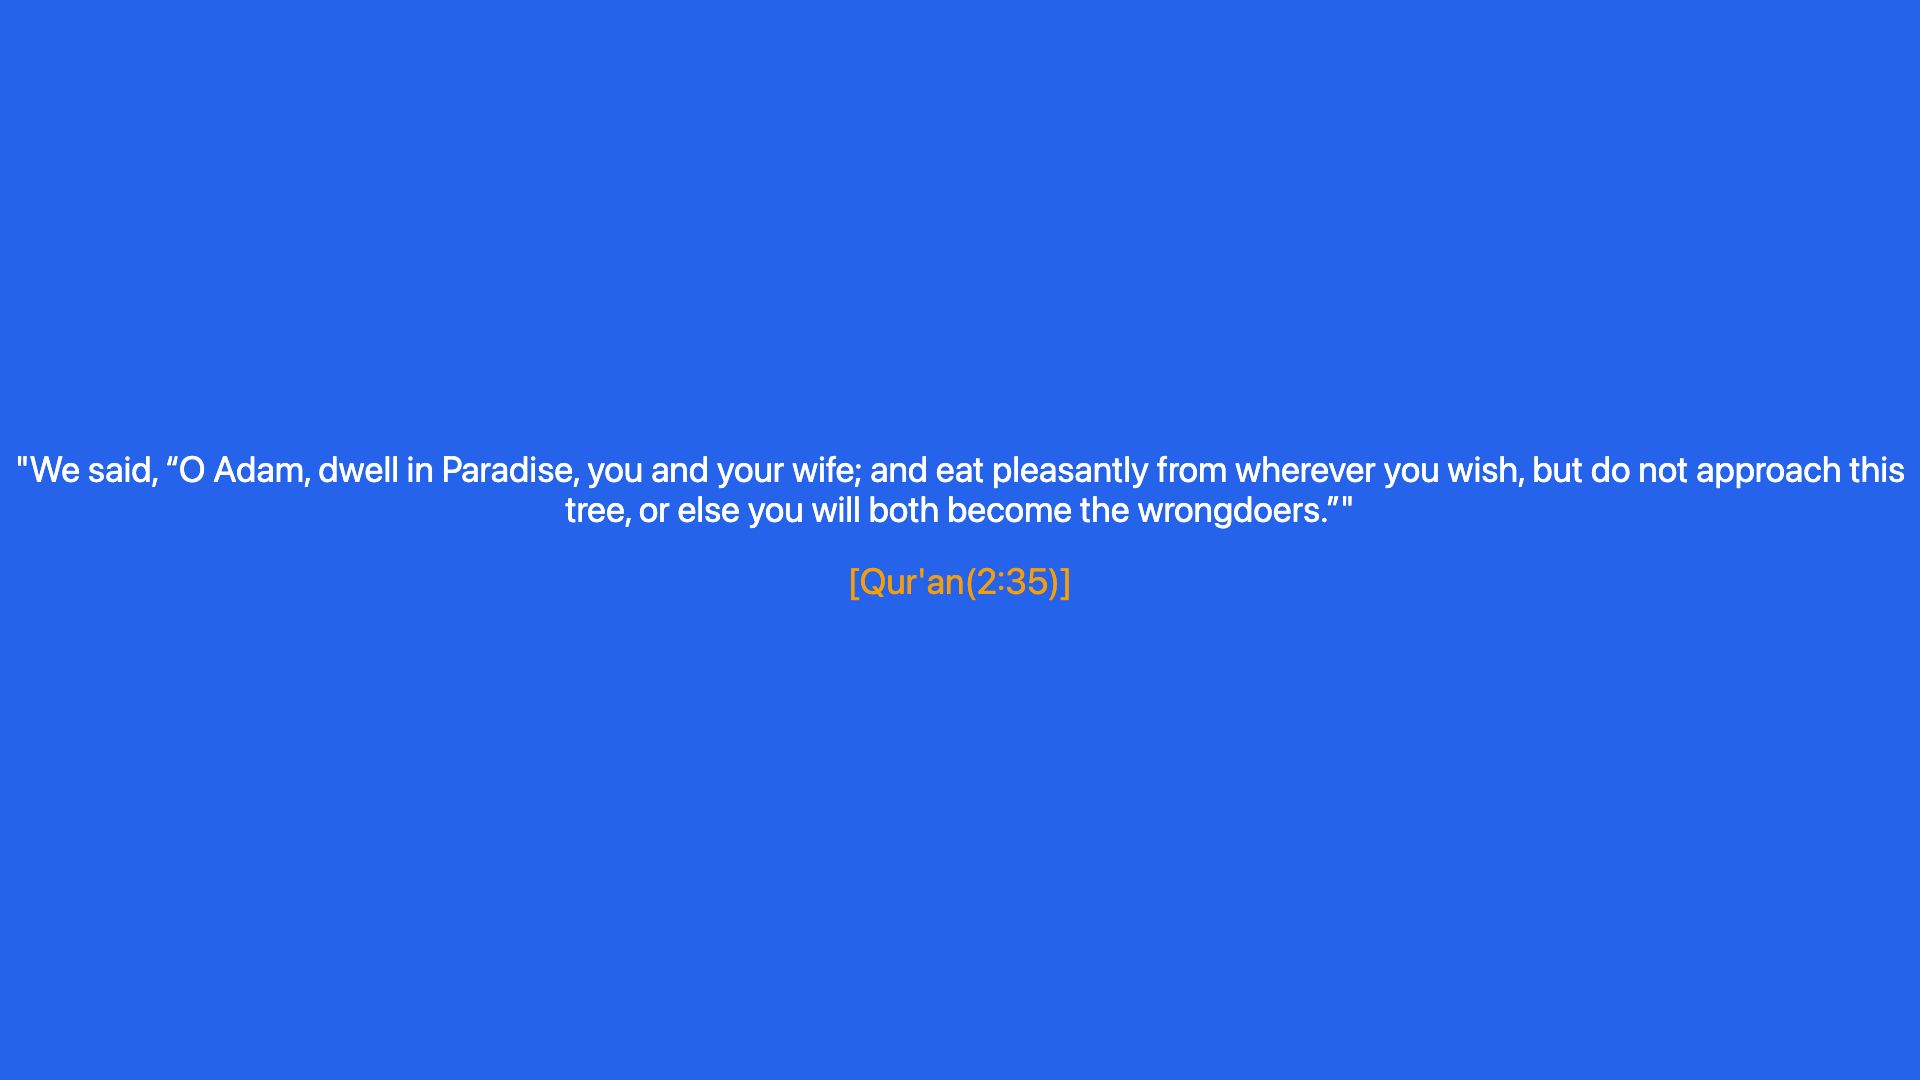 "We said, “O Adam, dwell in Paradise, you and your wife; and eat pleasantly from wherever you wish, but do not approach this
tree, or else you will both become the wrongdoers.”"
[Qur'an(2:35)]